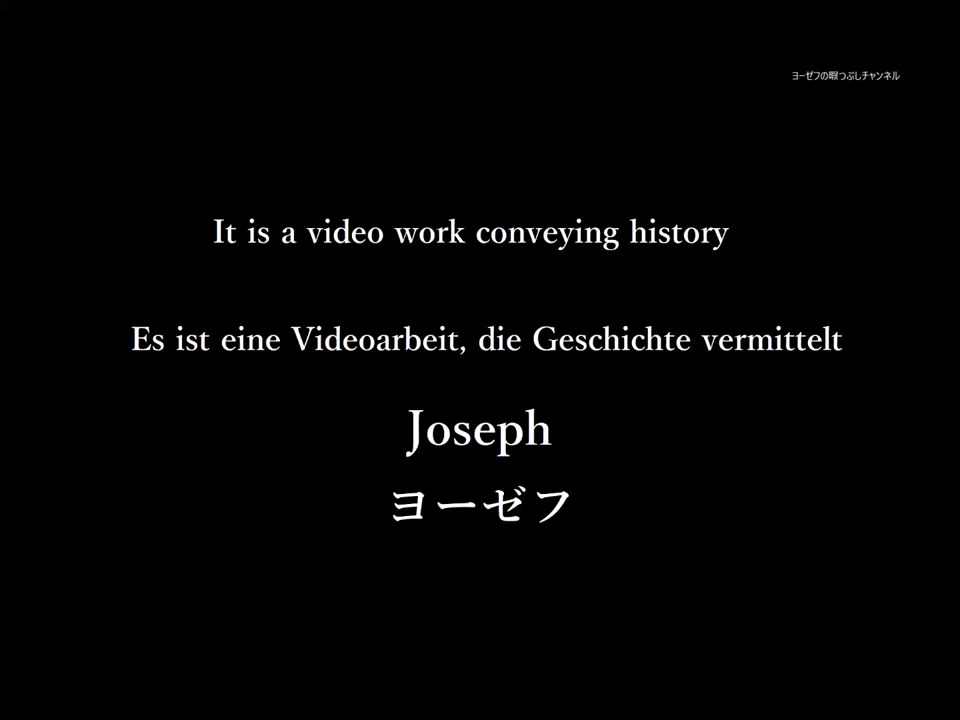 ヨーゼフの暇つぶしチャンネル
It is a video work conveying history
Es ist eine Videoarbeit, die Geschichte vermittelt
Joseph
ヨーゼフ